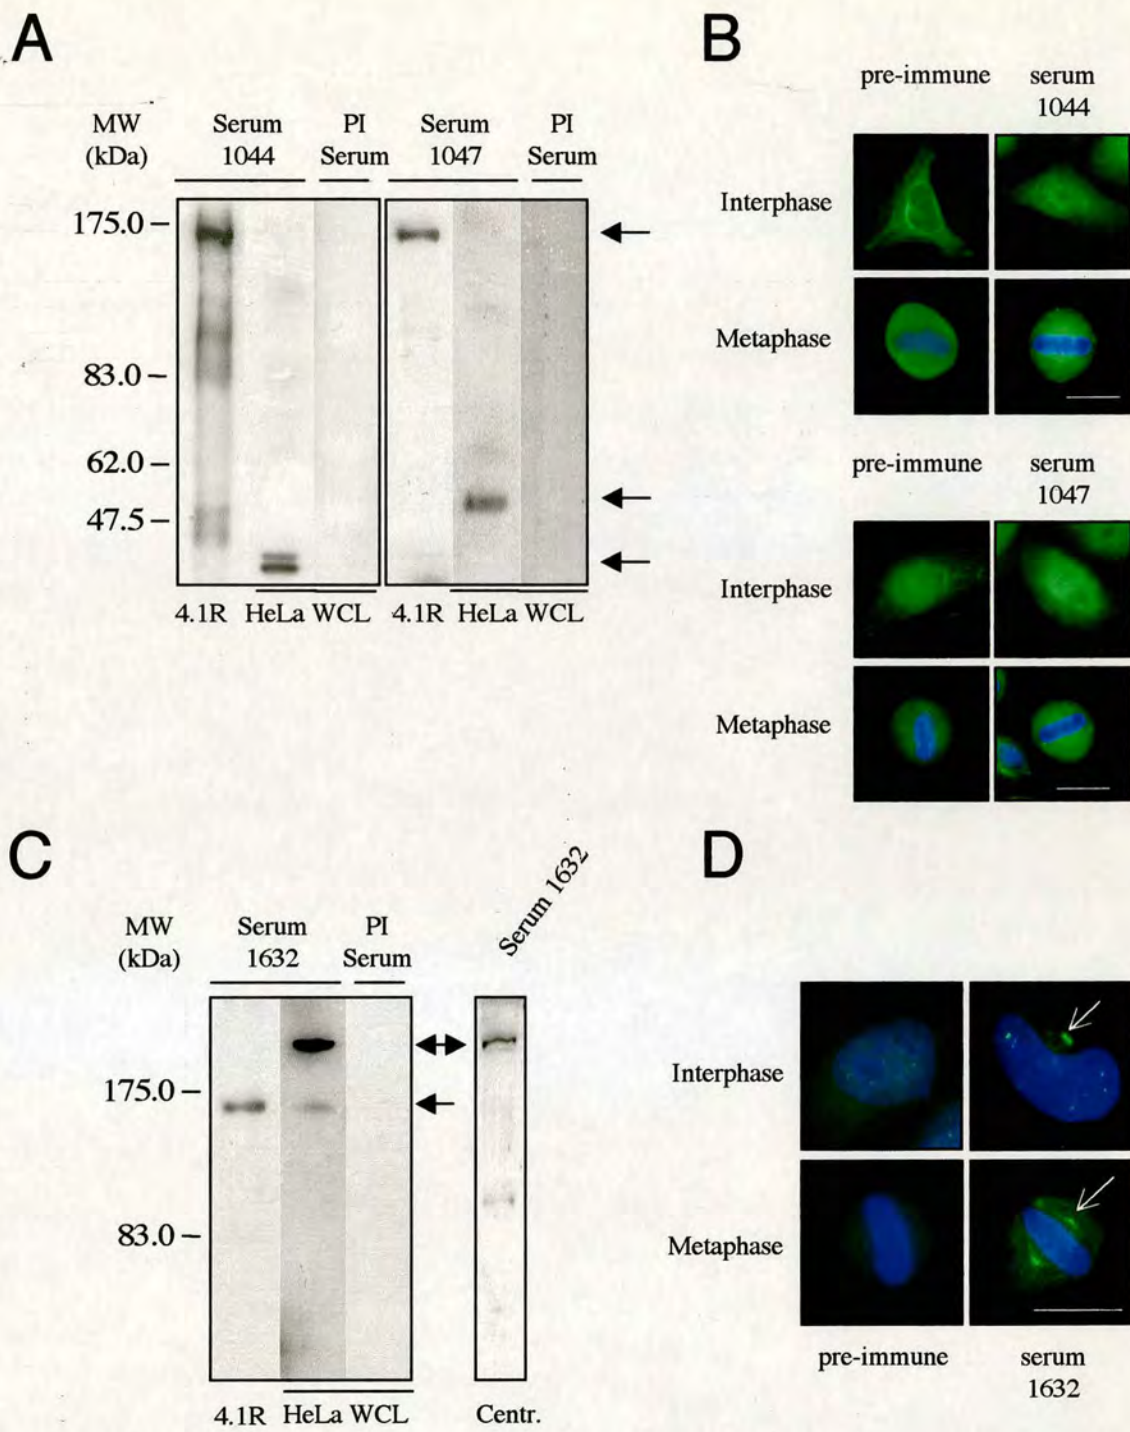 A
MW
(kDa)
Serum
1044
PI
Serum
Serum
1047
PI
Serum
175.0
83.0
62.0
47.5
4.1R HeLa WCL 4.1R HeLa WCL
B
pre-immune
serum
1044
Interphase
Metaphase
pre-immune
serum
1047
Interphase
Metaphase
C
MW
(kDa)
Serum
1632
PI
Serum
Serum 1632
175.0
83.0
4.1R HeLa WCL Centr.
D
Interphase
Metaphase
pre-immune
serum
1632